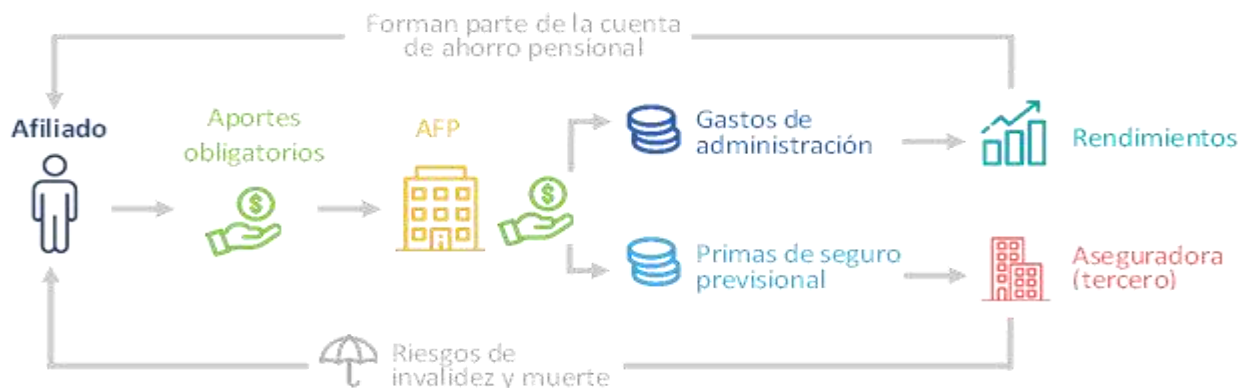 Forman parte de la cuenta
de ahorro pensional
Afiliado
Aportes
obligatorios
AFP
Gastos de
administración
Rendimientos
Primas de seguro
previsional
Aseguradora
(tercero)
Riesgos de
invalidez y muerte